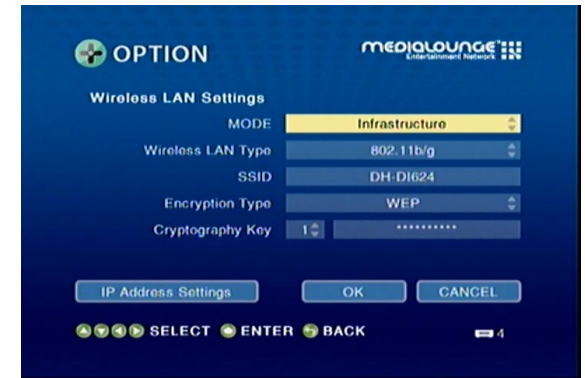 OPTION
MEDIALOUNGE
Entertainment Network
Wireless LAN Settings
MODE Infrastructure
Wireless LAN Type 802.11b/g
SSID DH-DI624
Encryption Type WEP
Cryptography Key 1 **********
IP Address Settings OK CANCEL
SELECT ENTER BACK 4